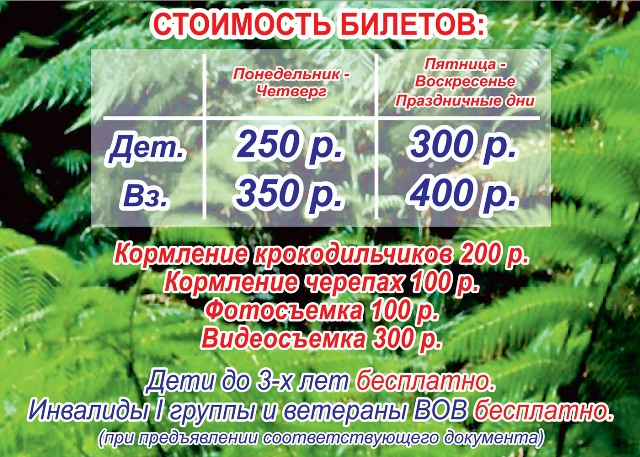 СТОИМОСТЬ БИЛЕТОВ:
Понедельник -
Четверг
Пятница -
Воскресенье
Праздничные дни
Дет. 250 р. 300 р.
Вз. 350 р. 400 р.
Кормление крокодильчиков 200 р.
Кормление черепах 100 р.
Фотосъемка 100 р.
Видеосъемка 300 р.
Дети до 3-х лет бесплатно.
Инвалиды I группы и ветераны ВОВ бесплатно.
(при предъявлении соответствующего документа)